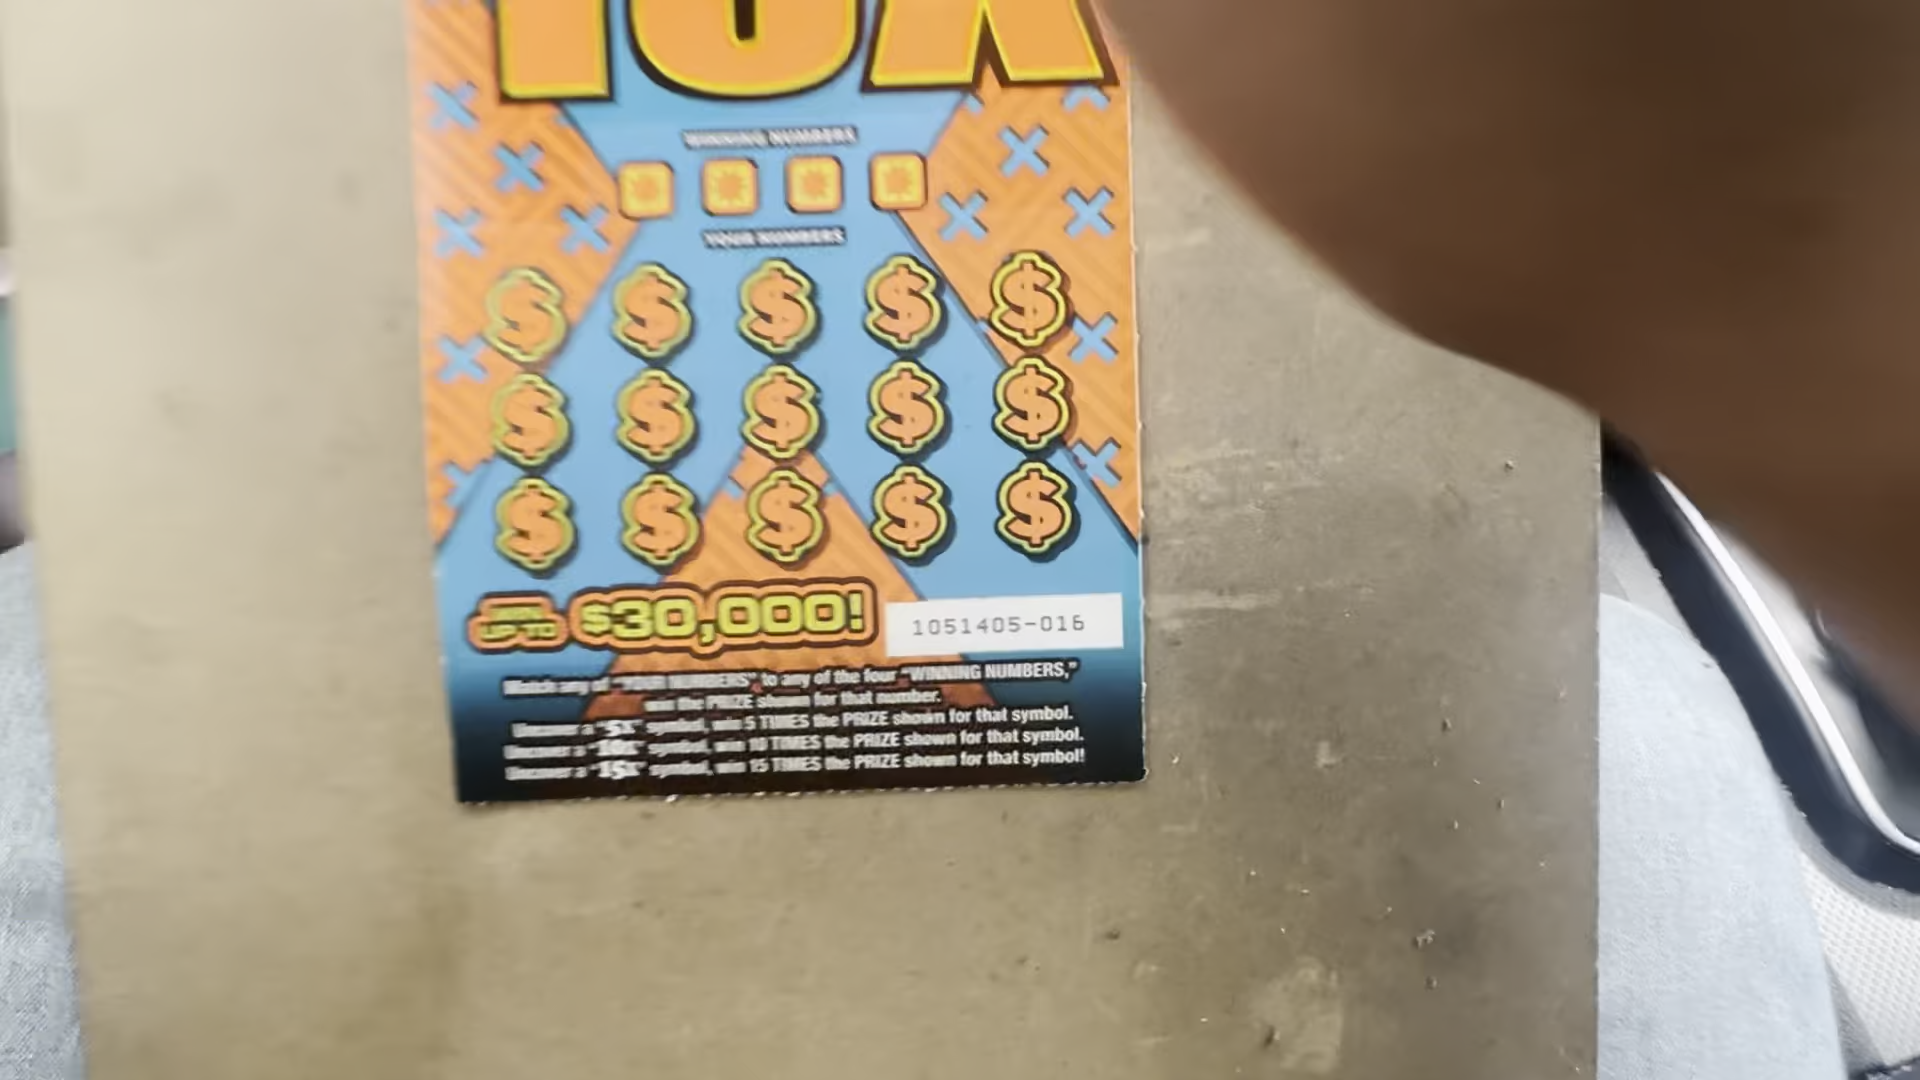 WINNING NUMBERS
YOUR NUMBERS
$ $ $ $ $
$ $ $ $ $
$ $ $ $ $
UP TO $30,000!
1051405-016
Match any of "YOUR NUMBERS" to any of the four "WINNING NUMBERS,"
win the PRIZE shown for that number.
Uncover a "5X" symbol, win 5 TIMES the PRIZE shown for that symbol.
Uncover a "10X" symbol, win 10 TIMES the PRIZE shown for that symbol.
Uncover a "15X" symbol, win 15 TIMES the PRIZE shown for that symbol!